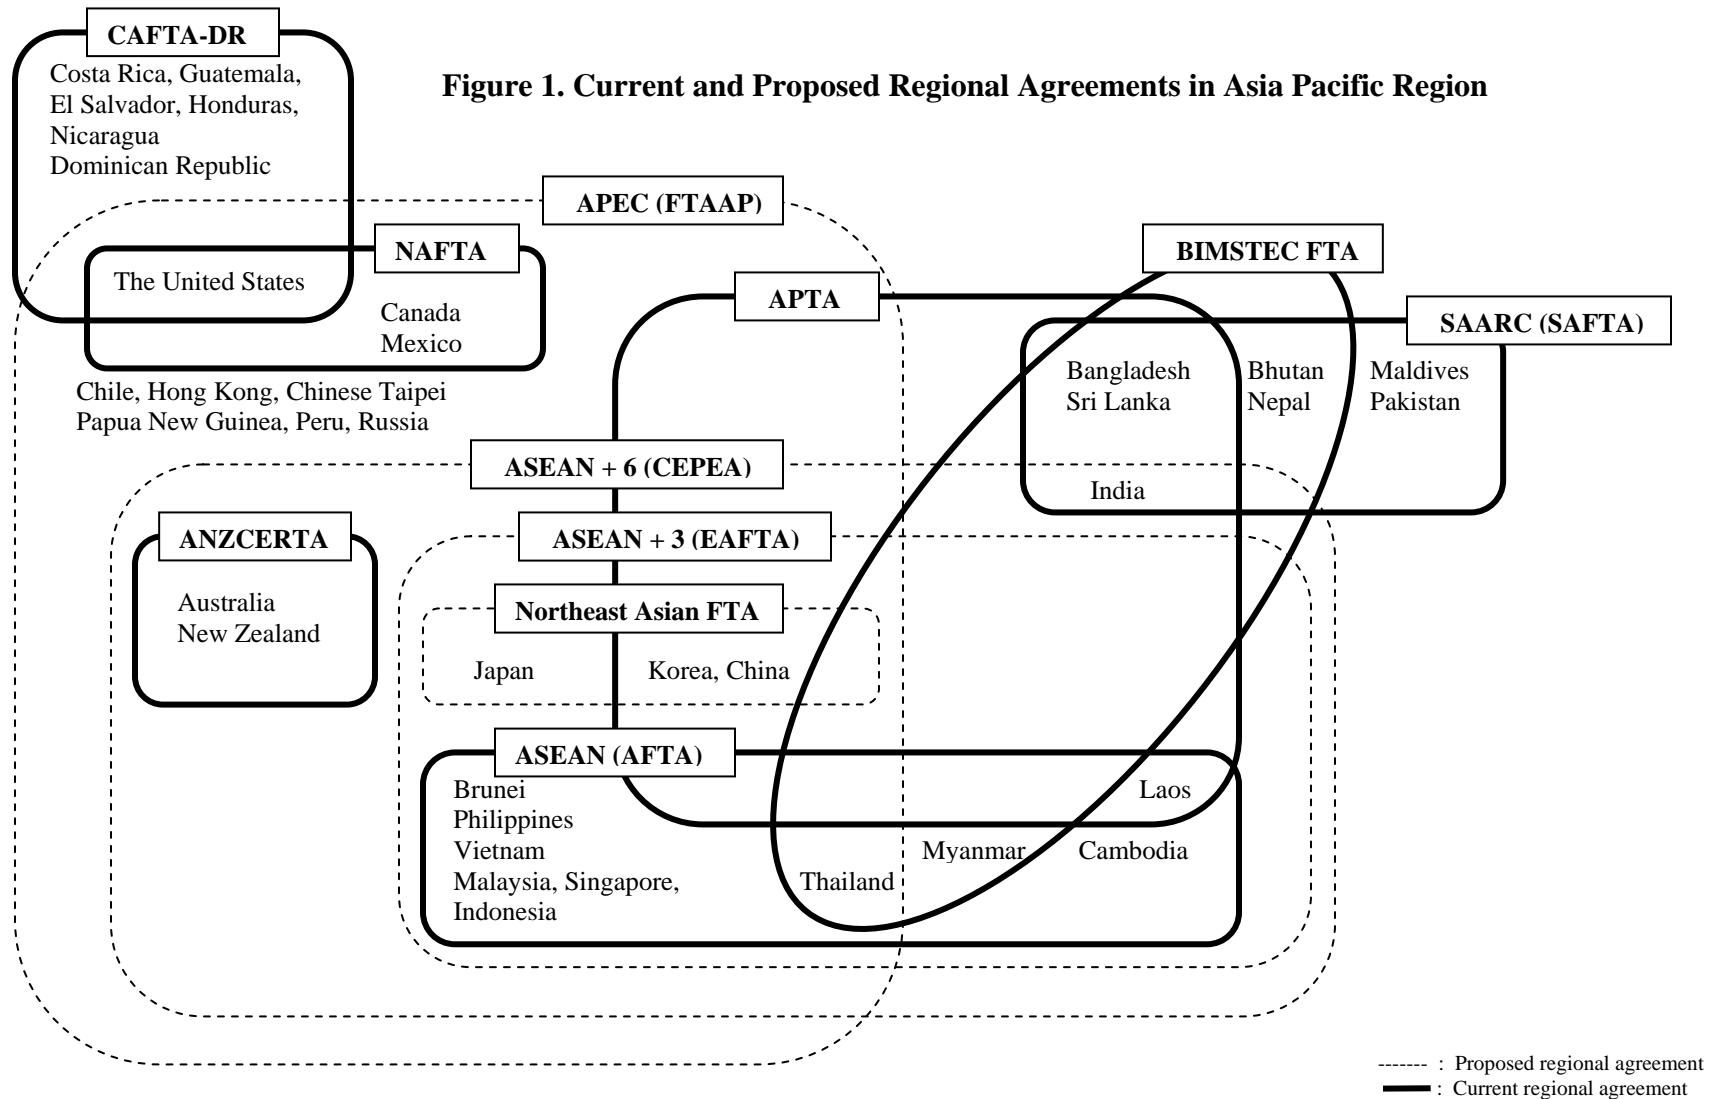 CAFTA-DR
Costa Rica, Guatemala,
El Salvador, Honduras,
Nicaragua
Dominican Republic
Figure 1. Current and Proposed Regional Agreements in Asia Pacific Region
APEC (FTAAP)
NAFTA
The United States
Canada
Mexico
BIMSTEC FTA
APTA
SAARC (SAFTA)
Bangladesh
Sri Lanka
Bhutan
Nepal
Maldives
Pakistan
India
Chile, Hong Kong, Chinese Taipei
Papua New Guinea, Peru, Russia
ASEAN + 6 (CEPEA)
ANZCERTA
Australia
New Zealand
ASEAN + 3 (EAFTA)
Northeast Asian FTA
Japan
Korea, China
ASEAN (AFTA)
Brunei
Philippines
Vietnam
Malaysia, Singapore,
Indonesia
Laos
Myanmar
Cambodia
Thailand
------- : Proposed regional agreement
: Current regional agreement